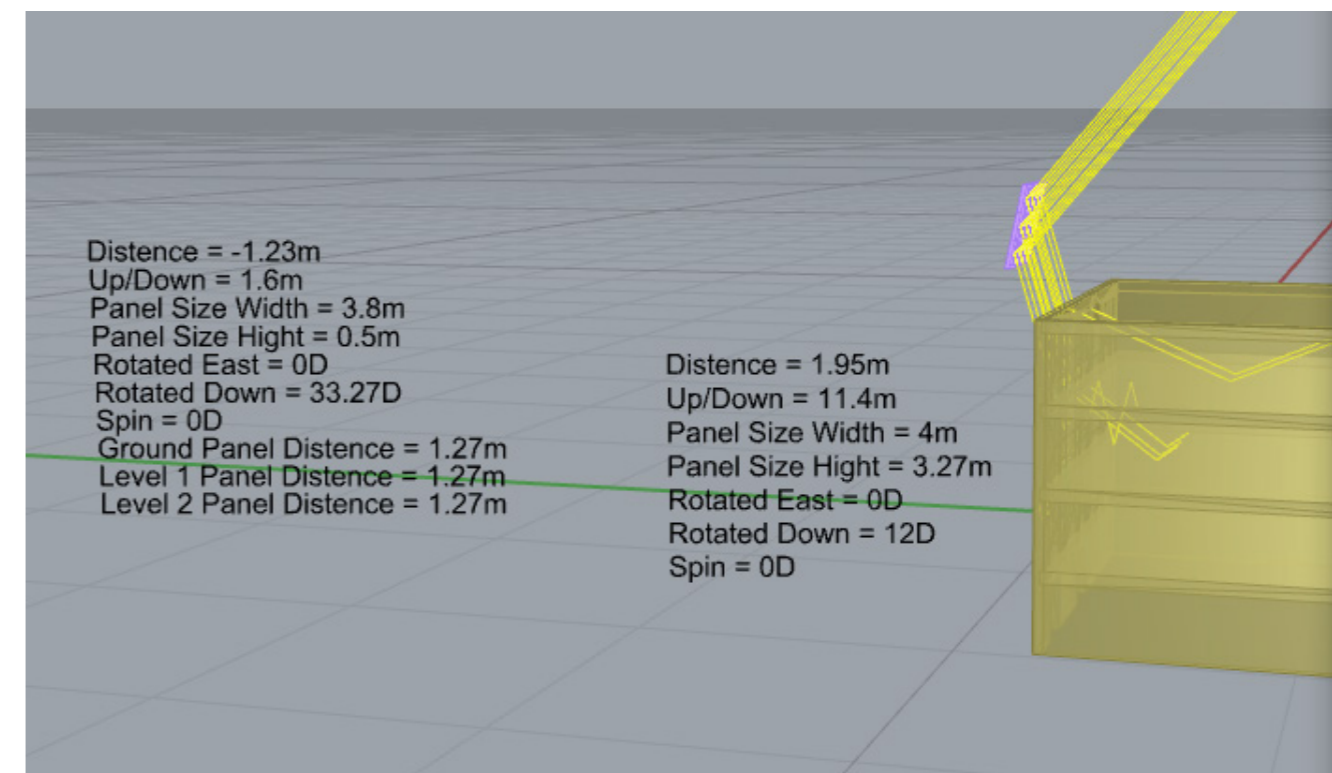 Distence = -1.23m
Up/Down = 1.6m
Panel Size Width = 3.8m
Panel Size Hight = 0.5m
Rotated East = 0D
Rotated Down = 33.27D
Spin = 0D
Ground Panel Distence = 1.27m
Level 1 Panel Distence = 1.27m
Level 2 Panel Distence = 1.27m
Distence = 1.95m
Up/Down = 11.4m
Panel Size Width = 4m
Panel Size Hight = 3.27m
Rotated East = 0D
Rotated Down = 12D
Spin = 0D